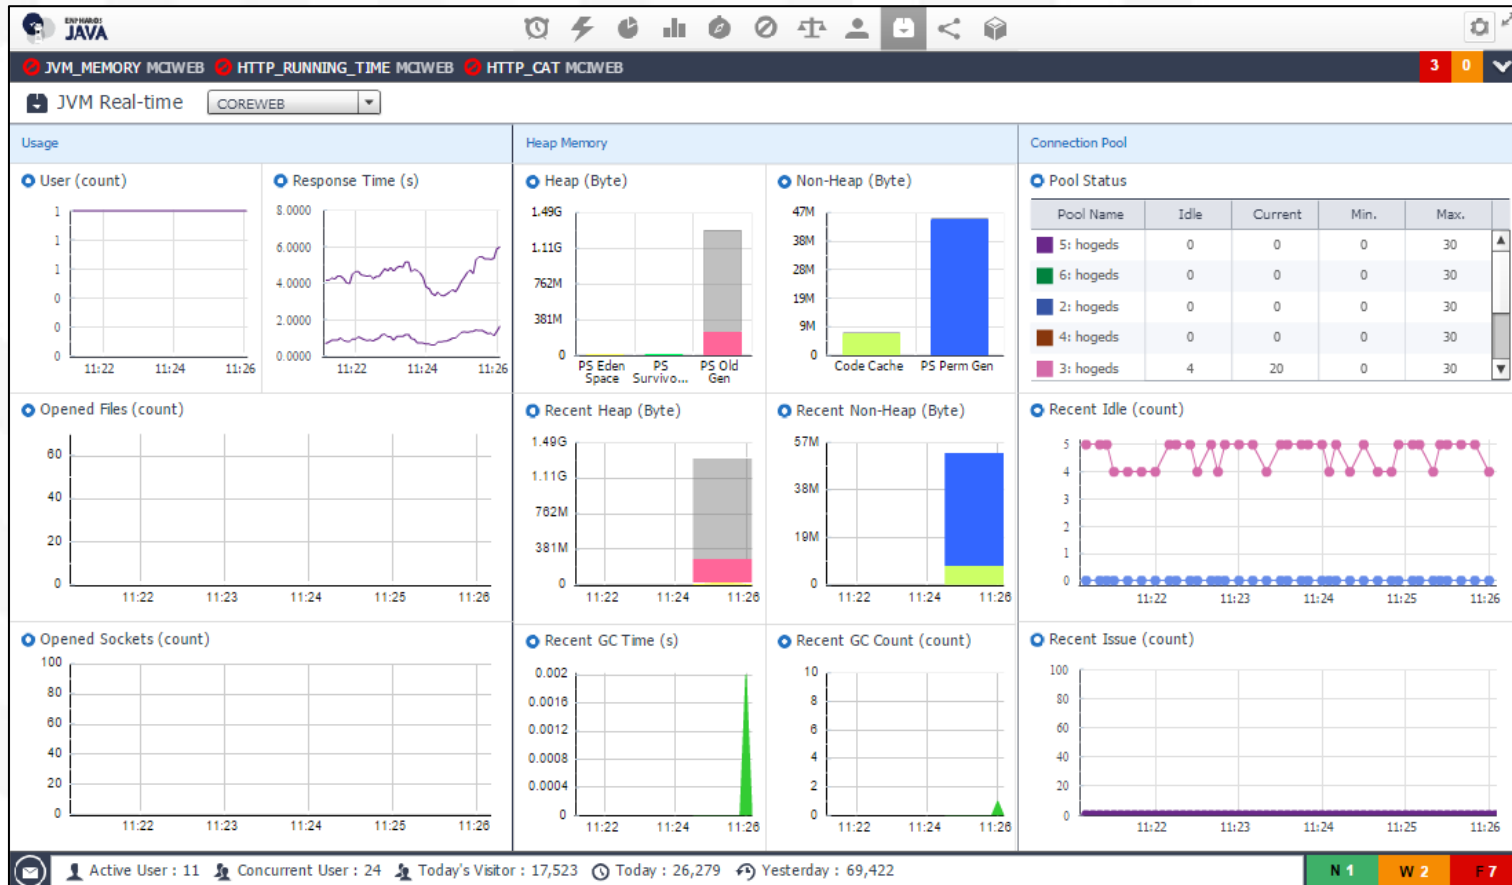 ENPHAROS
JAVA
JVM_MEMORY MCIWEB HTTP_RUNNING_TIME MCIWEB HTTP_CAT MCIWEB 3 0
JVM Real-time COREWEB
Usage
User (count)
1
1
1
0
0
0
11:22 11:24 11:26
Response Time (s)
8.0000
6.0000
4.0000
2.0000
0.0000
11:22 11:24 11:26
Opened Files (count)
60
40
20
0
11:22 11:23 11:24 11:25 11:26
Opened Sockets (count)
100
80
60
40
20
0
11:22 11:23 11:24 11:25 11:26
Heap Memory
Heap (Byte)
1.49G
1.11G
762M
381M
0
PS Eden Space PS Survivo... PS Old Gen
Non-Heap (Byte)
47M
38M
28M
19M
9M
0
Code Cache PS Perm Gen
Recent Heap (Byte)
1.49G
1.11G
762M
381M
0
11:22 11:24 11:26
Recent Non-Heap (Byte)
57M
38M
19M
0
11:22 11:24 11:26
Recent GC Time (s)
0.002
0.0016
0.0012
0.0008
0.0004
0
11:22 11:24 11:26
Recent GC Count (count)
10
8
6
4
2
0
11:22 11:24 11:26
Connection Pool
Pool Status
Pool Name Idle Current Min. Max.
5: hogeds 0 0 0 30
6: hogeds 0 0 0 30
2: hogeds 0 0 0 30
4: hogeds 0 0 0 30
3: hogeds 4 20 0 30
Recent Idle (count)
5
4
3
2
1
0
11:22 11:23 11:24 11:25 11:26
Recent Issue (count)
100
80
60
40
20
0
11:22 11:23 11:24 11:25 11:26
Active User : 11 Concurrent User : 24 Today's Visitor : 17,523 Today : 26,279 Yesterday : 69,422 N 1 W 2 F 7